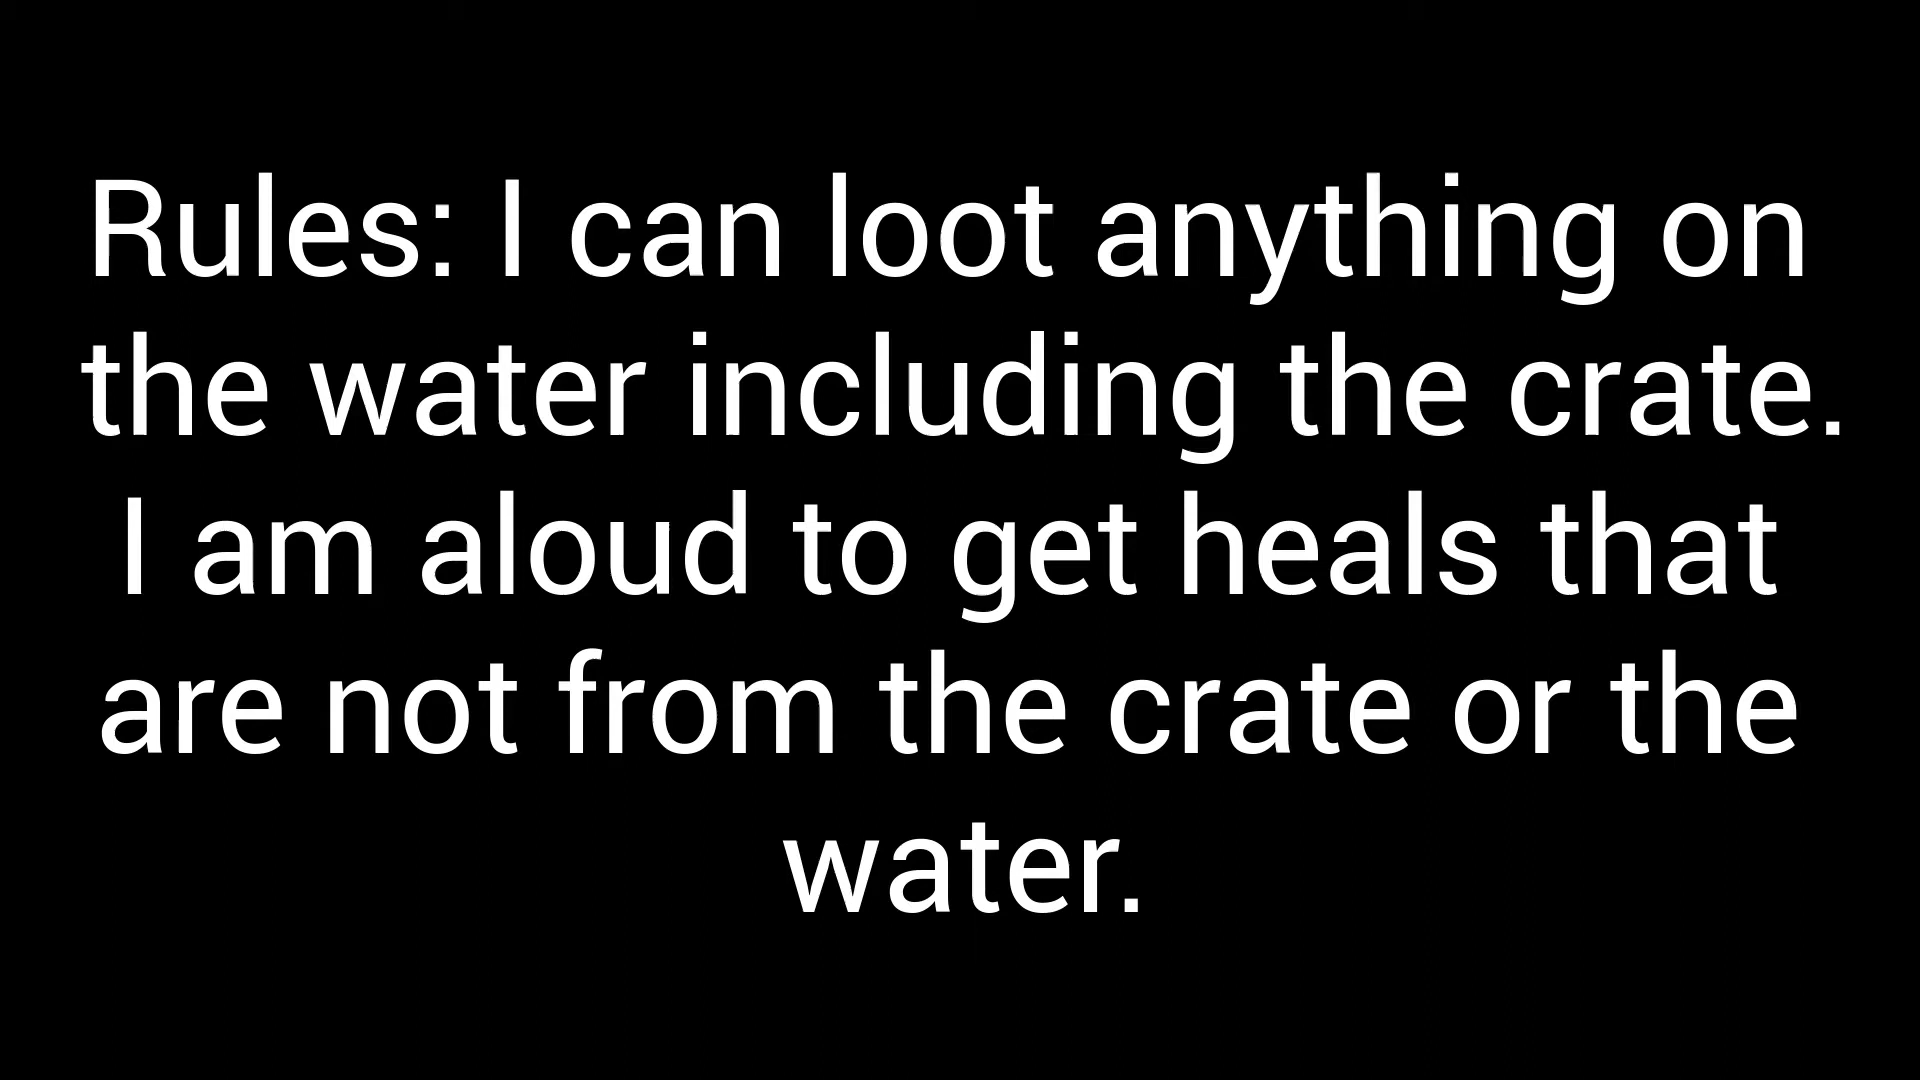 Rules: I can loot anything on
the water including the crate.
I am aloud to get heals that
are not from the crate or the
water.